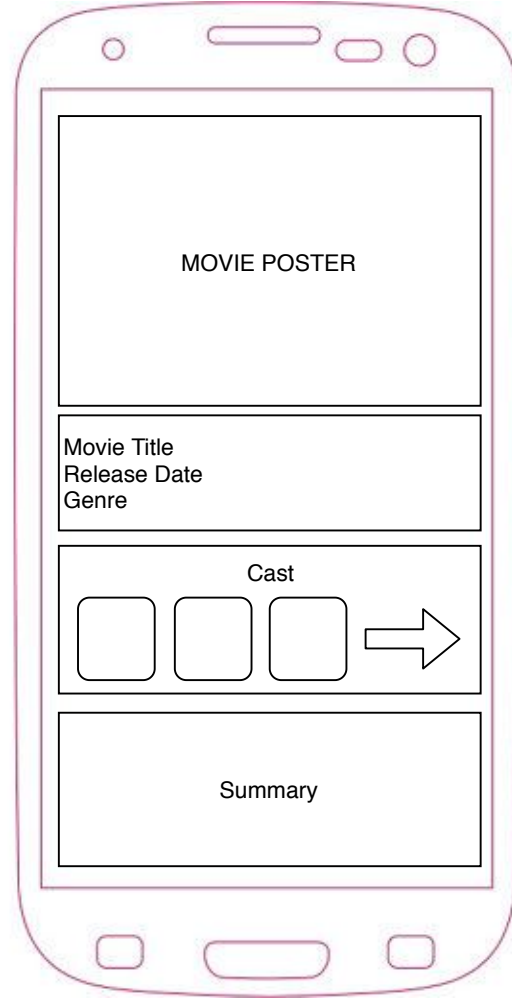 MOVIE POSTER
Movie Title
Release Date
Genre
Cast
Summary